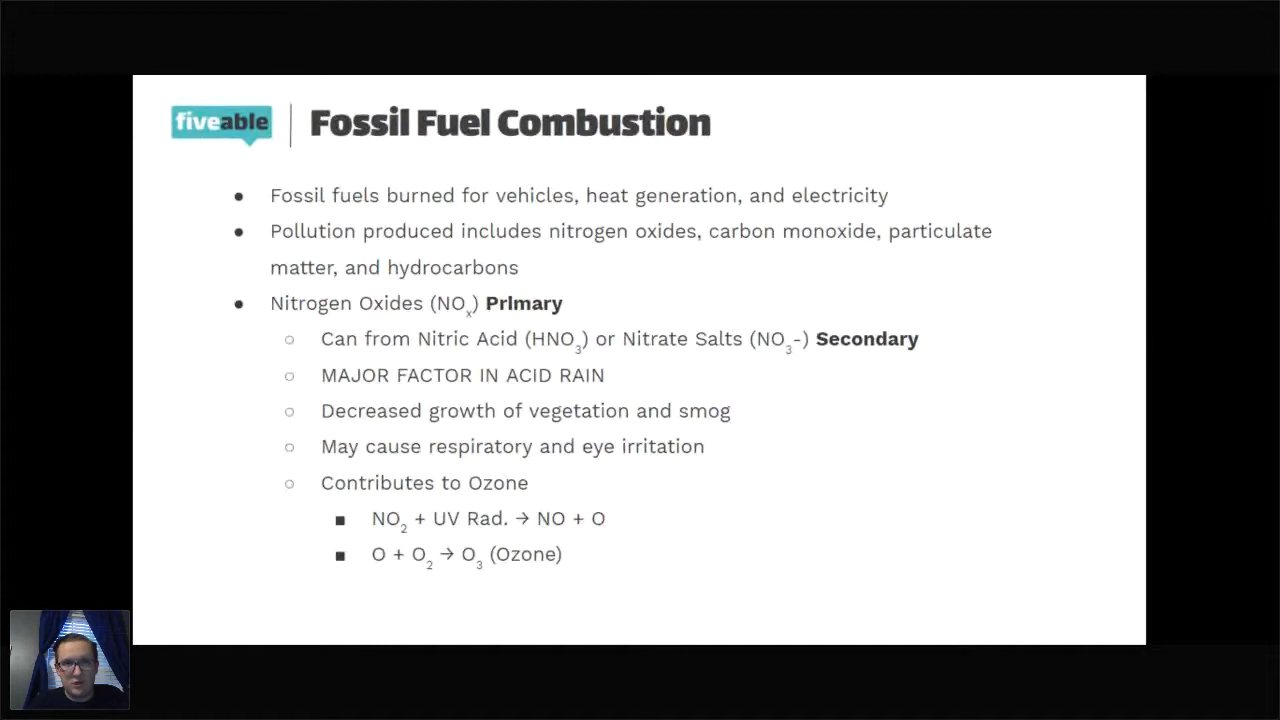 fiveable
Fossil Fuel Combustion
● Fossil fuels burned for vehicles, heat generation, and electricity
● Pollution produced includes nitrogen oxides, carbon monoxide, particulate
matter, and hydrocarbons
● Nitrogen Oxides (NOₓ) Primary
○ Can from Nitric Acid (HNO₃) or Nitrate Salts (NO₃-) Secondary
○ MAJOR FACTOR IN ACID RAIN
○ Decreased growth of vegetation and smog
○ May cause respiratory and eye irritation
○ Contributes to Ozone
■ NO₂ + UV Rad. → NO + O
■ O + O₂ → O₃ (Ozone)